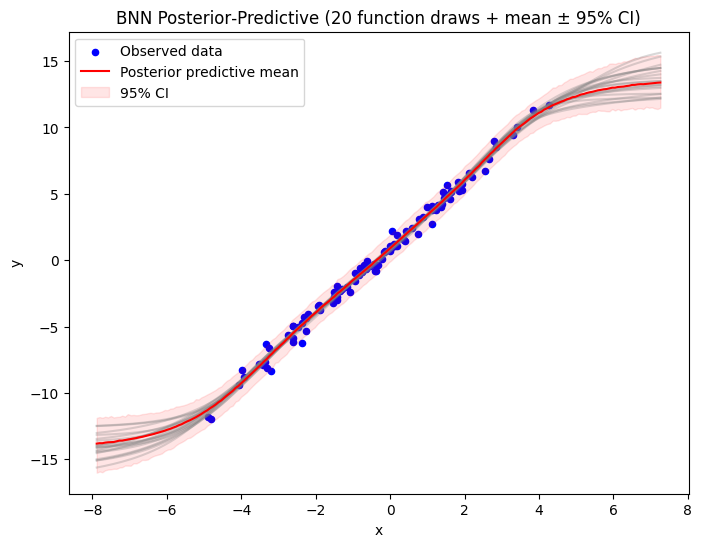 BNN Posterior-Predictive (20 function draws + mean ± 95% CI)
Observed data
Posterior predictive mean
95% CI
15
10
5
0
−5
−10
−15
y
−8
−6
−4
−2
0
2
4
6
8
x